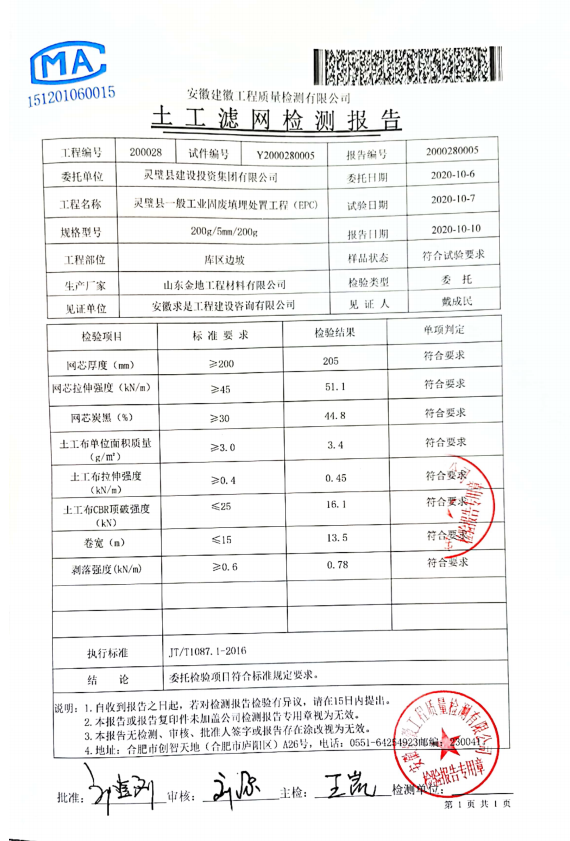 MA
151201060015
安徽建徽工程质量检测有限公司
土工滤网检测报告
工程编号 200028 试件编号 Y2000280005 报告编号 2000280005
委托单位 灵璧县建设投资集团有限公司 委托日期 2020-10-6
工程名称 灵璧县一般工业固废填埋处置工程（EPC） 试验日期 2020-10-7
规格型号 200g/5mm/200g 报告日期 2020-10-10
工程部位 库区边坡 样品状态 符合试验要求
生产厂家 山东金地工程材料有限公司 检验类型 委 托
见证单位 安徽求是工程建设咨询有限公司 见 证 人 戴成民
检验项目 标 准 要 求 检验结果 单项判定
网芯厚度（mm） ≥200 205 符合要求
网芯拉伸强度（kN/m） ≥45 51.1 符合要求
网芯炭黑（%） ≥30 44.8 符合要求
土工布单位面积质量（g/m²） ≥3.0 3.4 符合要求
土工布拉伸强度（kN/m） ≥0.4 0.45 符合要求
土工布CBR顶破强度（kN） ≤25 16.1 符合要求
卷宽（m） ≤15 13.5 符合要求
剥落强度(kN/m) ≥0.6 0.78 符合要求
执行标准 JT/T1087.1-2016
结 论 委托检验项目符合标准规定要求。
说明：1.自收到报告之日起，若对检测报告检验有异议，请在15日内提出。
2.本报告或报告复印件未加盖公司检测报告专用章视为无效。
3.本报告无检测、审核、批准人签字或报告存在涂改视为无效。
4.地址：合肥市创智天地（合肥市庐阳区）A26号，电话：0551-64254923邮编：230041
批准： 审核： 主检：王凯 检测单位：
检验报告专用章
第 1 页 共 1 页